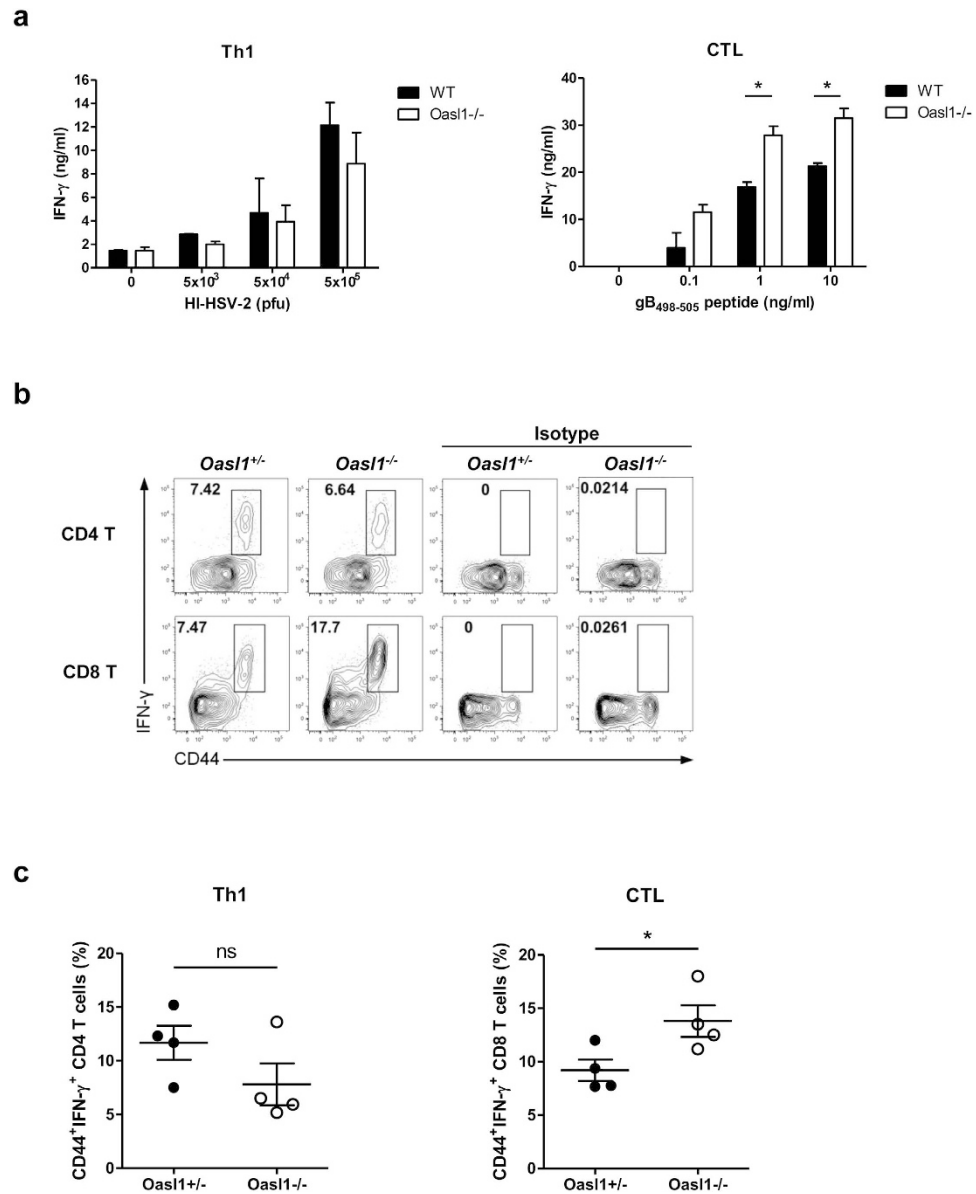 a
Th1
IFN-γ (ng/ml)
16
14
12
10
8
6
4
2
0
0
5x10³
5x10⁴
5x10⁵
HI-HSV-2 (pfu)
WT
Oasl1-/-
CTL
IFN-γ (ng/ml)
40
30
20
10
0
*
*
0
0.1
1
10
gB₄₉₈₋₅₀₅ peptide (ng/ml)
WT
Oasl1-/-
b
Isotype
Oasl1⁺/⁻
Oasl1⁻/⁻
Oasl1⁺/⁻
Oasl1⁻/⁻
CD4 T
7.42
6.64
0
0.0214
CD8 T
7.47
17.7
0
0.0261
IFN-γ
CD44
c
Th1
CD44⁺IFN-γ⁺ CD4 T cells (%)
20
15
10
5
0
ns
Oasl1+/-
Oasl1-/-
CTL
CD44⁺IFN-γ⁺ CD8 T cells (%)
20
15
10
5
0
*
Oasl1+/-
Oasl1-/-